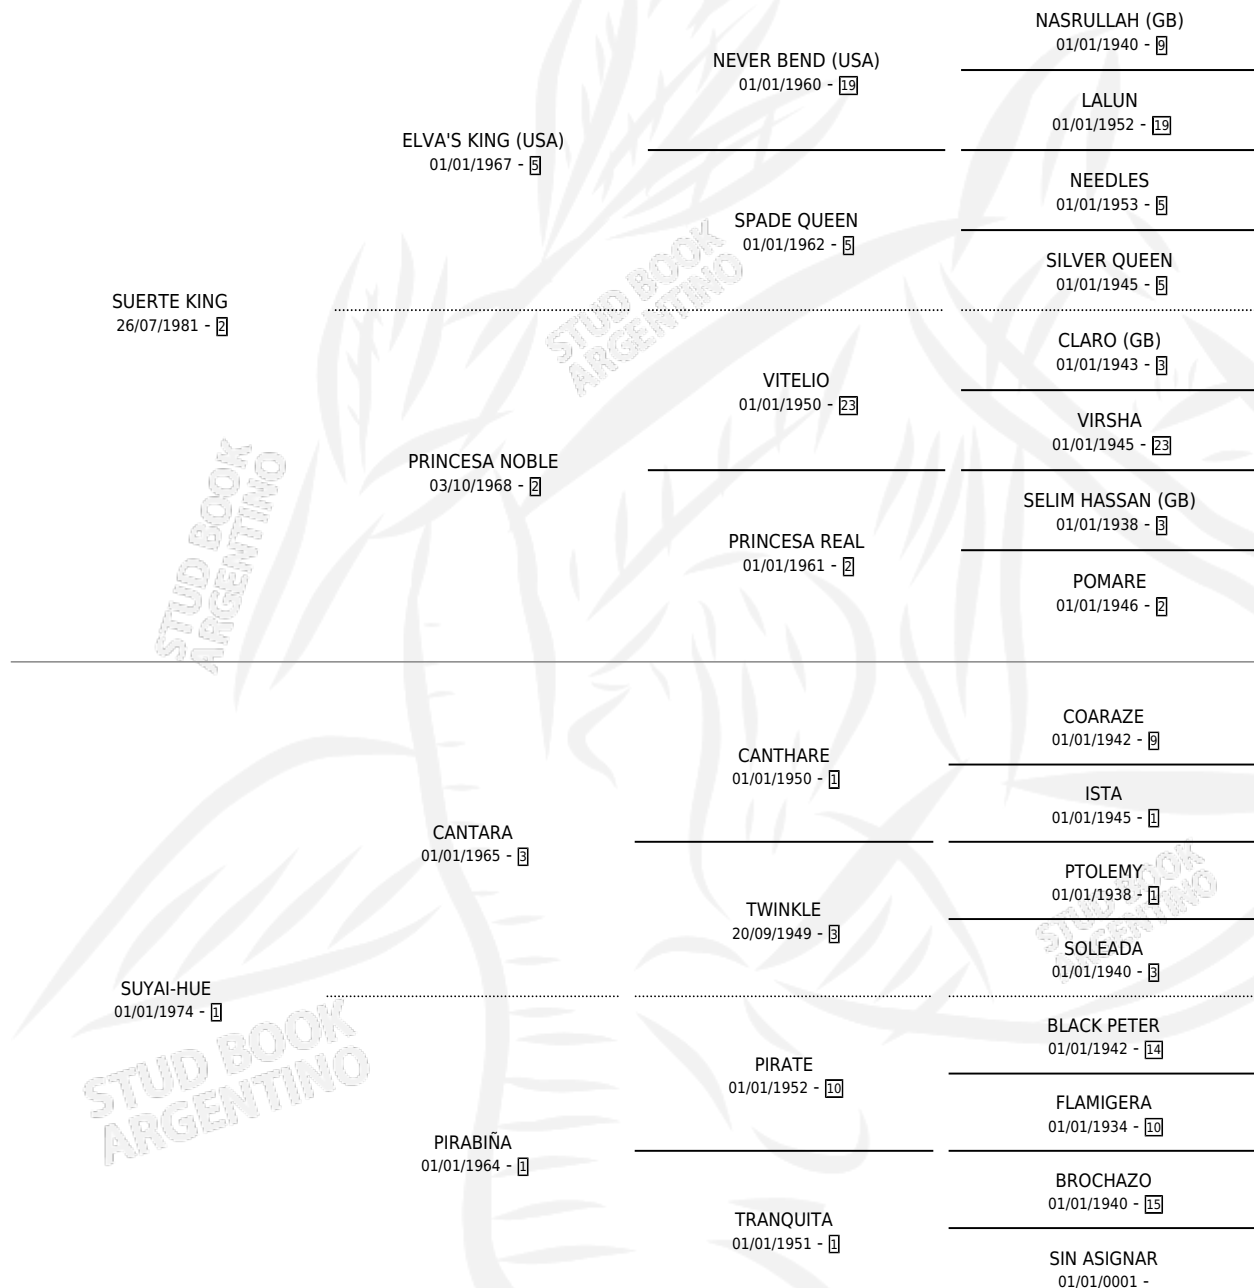 NASRULLAH (GB)
01/01/1940 - 9
NEVER BEND (USA)
01/01/1960 - 19
LALUN
01/01/1952 - 19
ELVA'S KING (USA)
01/01/1967 - 5
NEEDLES
01/01/1953 - 5
SPADE QUEEN
01/01/1962 - 5
SILVER QUEEN
01/01/1945 - 5
SUERTE KING
26/07/1981 - 2
CLARO (GB)
01/01/1943 - 3
VITELIO
01/01/1950 - 23
VIRSHA
01/01/1945 - 23
PRINCESA NOBLE
03/10/1968 - 2
SELIM HASSAN (GB)
01/01/1938 - 3
PRINCESA REAL
01/01/1961 - 2
POMARE
01/01/1946 - 2
COARAZE
01/01/1942 - 9
CANTHARE
01/01/1950 - 1
ISTA
01/01/1945 - 1
CANTARA
01/01/1965 - 3
PTOLEMY
01/01/1938 - 1
TWINKLE
20/09/1949 - 3
SOLEADA
01/01/1940 - 3
SUYAI-HUE
01/01/1974 - 1
BLACK PETER
01/01/1942 - 14
PIRATE
01/01/1952 - 10
FLAMIGERA
01/01/1934 - 10
PIRABIÑA
01/01/1964 - 1
BROCHAZO
01/01/1940 - 15
TRANQUITA
01/01/1951 - 1
SIN ASIGNAR
01/01/0001 -
STUD BOOK
ARGENTINO
STUD BOOK
ARGENTINO
STUD BOOK
ARGENTINO
STUD BOOK
ARGENTINO